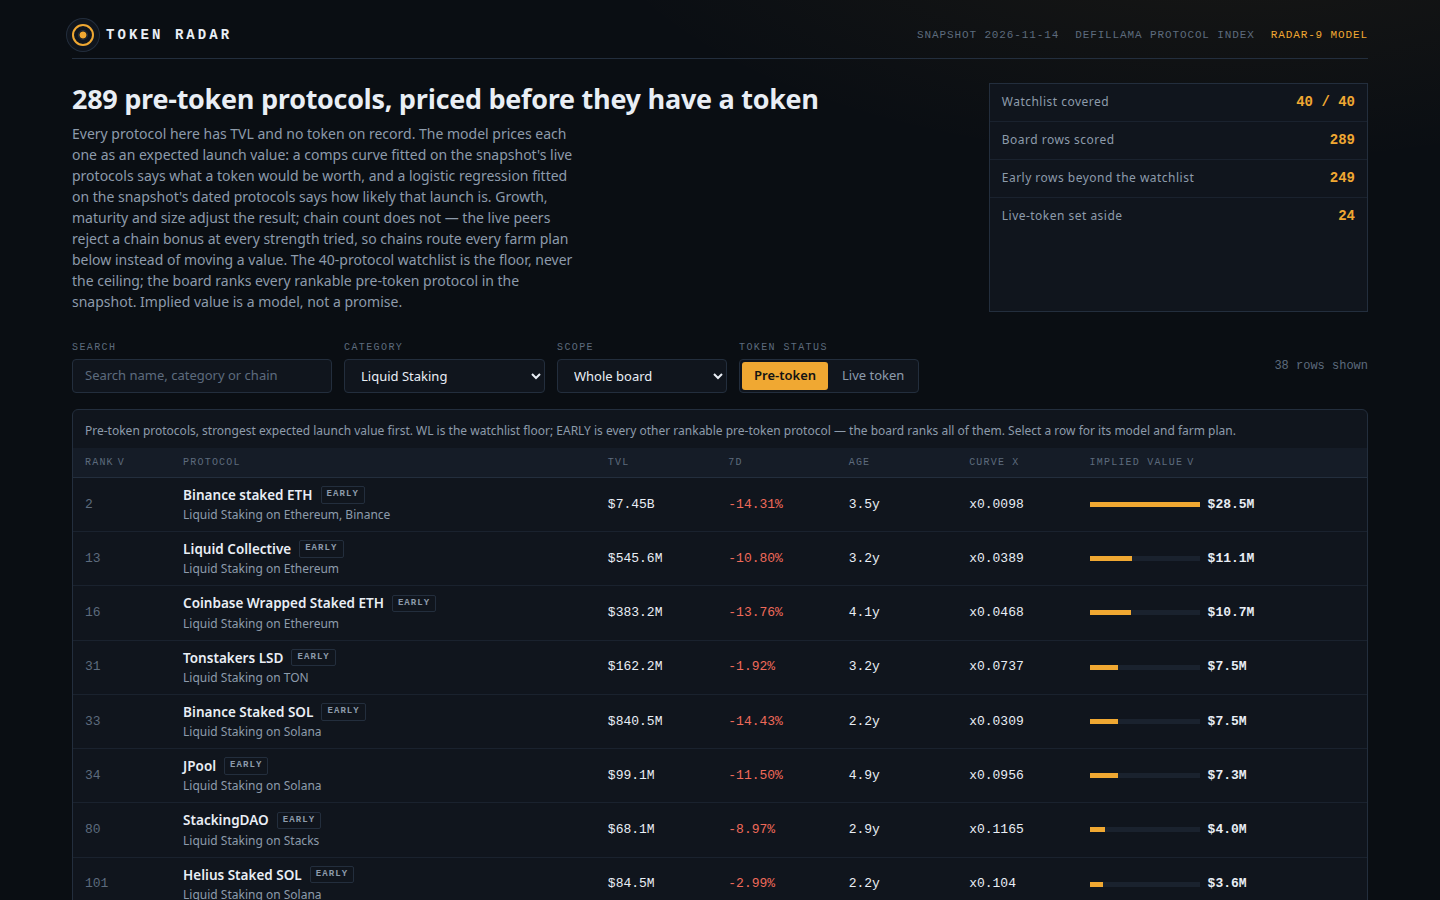 TOKEN RADAR
SNAPSHOT 2026-11-14 DEFILLAMA PROTOCOL INDEX RADAR-9 MODEL
289 pre-token protocols, priced before they have a token
Every protocol here has TVL and no token on record. The model prices each
one as an expected launch value: a comps curve fitted on the snapshot's live
protocols says what a token would be worth, and a logistic regression fitted
on the snapshot's dated protocols says how likely that launch is. Growth,
maturity and size adjust the result; chain count does not — the live peers
reject a chain bonus at every strength tried, so chains route every farm plan
below instead of moving a value. The 40-protocol watchlist is the floor, never
the ceiling; the board ranks every rankable pre-token protocol in the
snapshot. Implied value is a model, not a promise.
Watchlist covered 40 / 40
Board rows scored 289
Early rows beyond the watchlist 249
Live-token set aside 24
SEARCH CATEGORY SCOPE TOKEN STATUS
Search name, category or chain Liquid Staking Whole board Pre-token Live token
38 rows shown
Pre-token protocols, strongest expected launch value first. WL is the watchlist floor; EARLY is every other rankable pre-token protocol — the board ranks all of them. Select a row for its model and farm plan.
RANK V PROTOCOL TVL 7D AGE CURVE X IMPLIED VALUE V
2 Binance staked ETH EARLY $7.45B -14.31% 3.5y x0.0098 $28.5M
Liquid Staking on Ethereum, Binance
13 Liquid Collective EARLY $545.6M -10.80% 3.2y x0.0389 $11.1M
Liquid Staking on Ethereum
16 Coinbase Wrapped Staked ETH EARLY $383.2M -13.76% 4.1y x0.0468 $10.7M
Liquid Staking on Ethereum
31 Tonstakers LSD EARLY $162.2M -1.92% 3.2y x0.0737 $7.5M
Liquid Staking on TON
33 Binance Staked SOL EARLY $840.5M -14.43% 2.2y x0.0309 $7.5M
Liquid Staking on Solana
34 JPool EARLY $99.1M -11.50% 4.9y x0.0956 $7.3M
Liquid Staking on Solana
80 StackingDAO EARLY $68.1M -8.97% 2.9y x0.1165 $4.0M
Liquid Staking on Stacks
101 Helius Staked SOL EARLY $84.5M -2.99% 2.2y x0.104 $3.6M
Liquid Staking on Solana